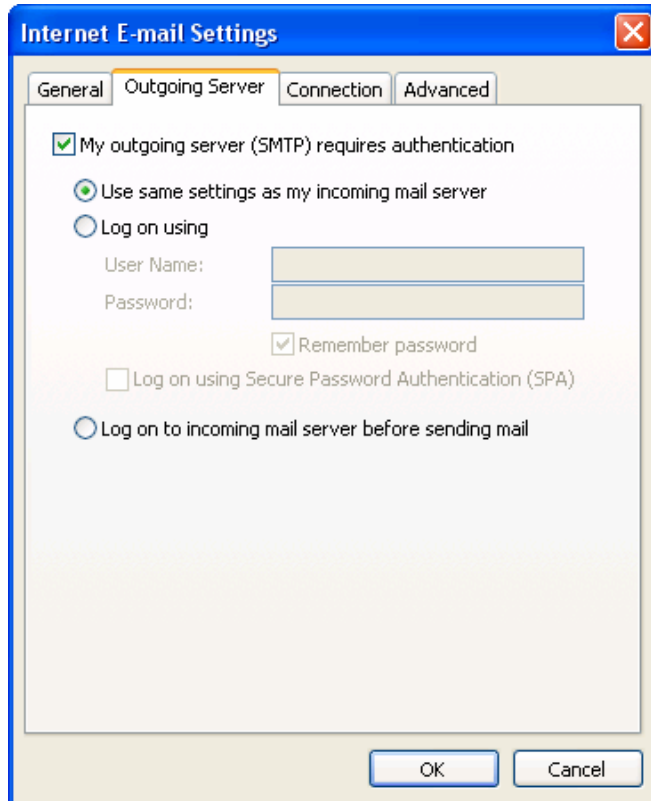 Internet E-mail Settings
General Outgoing Server Connection Advanced
My outgoing server (SMTP) requires authentication
Use same settings as my incoming mail server
Log on using
User Name:
Password:
Remember password
Log on using Secure Password Authentication (SPA)
Log on to incoming mail server before sending mail
OK Cancel